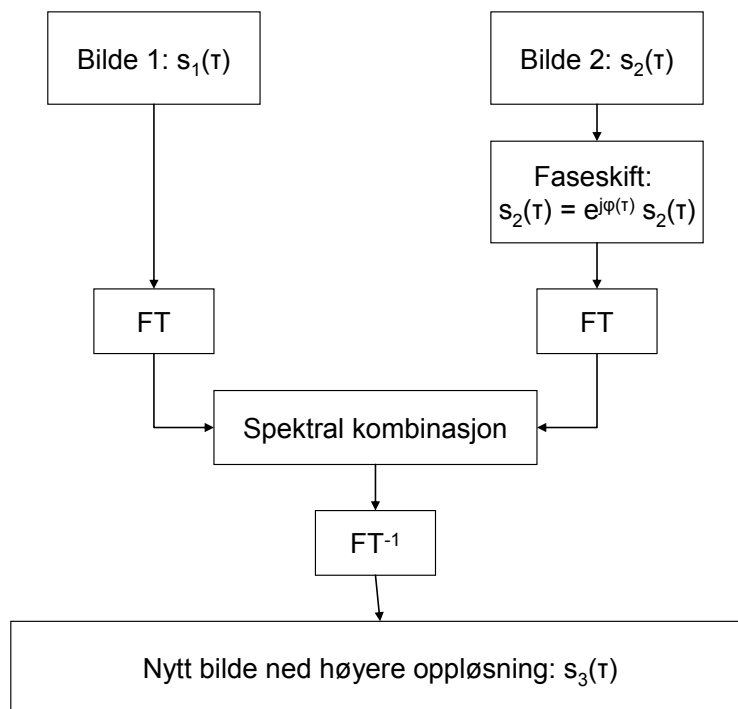 Bilde 1: s₁(τ)
Bilde 2: s₂(τ)
Faseskift:
s₂(τ) = e^{jφ(τ)} s₂(τ)
FT
FT
Spektral kombinasjon
FT⁻¹
Nytt bilde ned høyere oppløsning: s₃(τ)